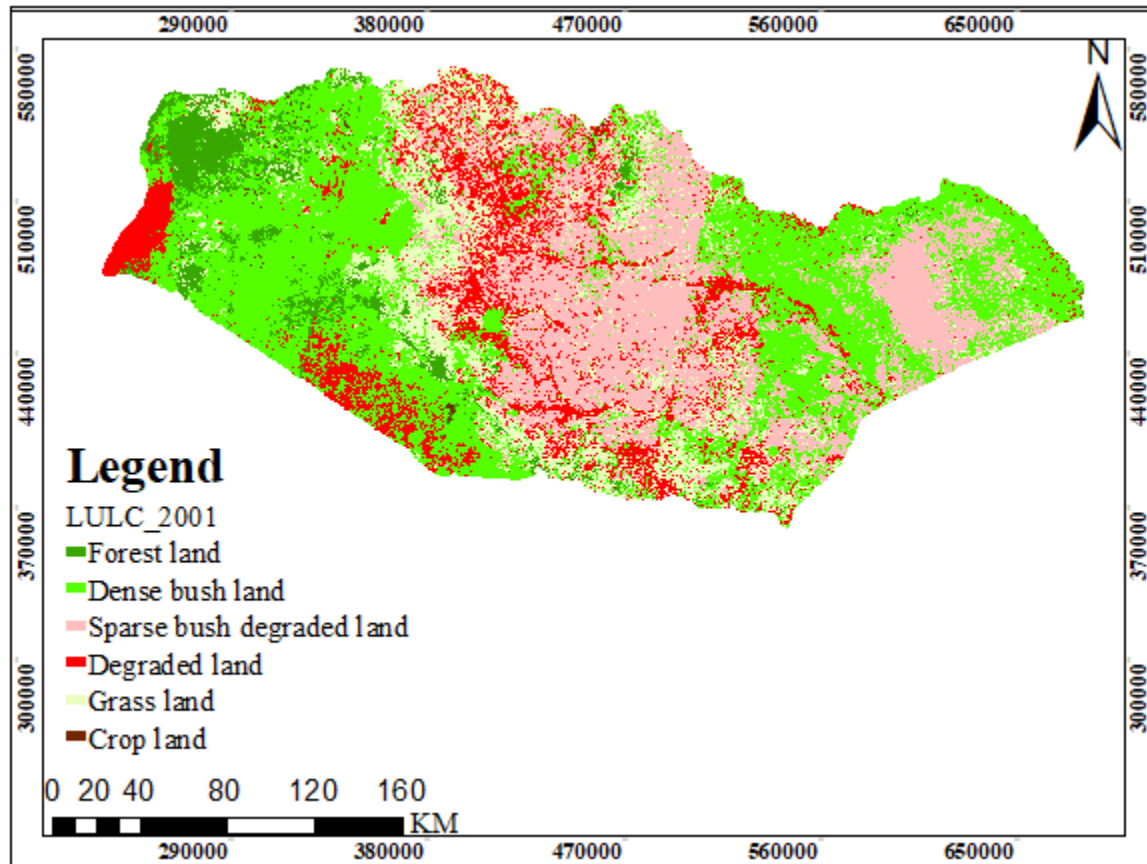 290000 380000 470000 560000 650000
N
580000 580000
510000 510000
440000 440000
Legend
LULC_2001
370000 370000
Forest land
Dense bush land
Sparse bush degraded land
Degraded land
300000 300000
Grass land
Crop land
0 20 40 80 120 160
KM
290000 380000 470000 560000 650000